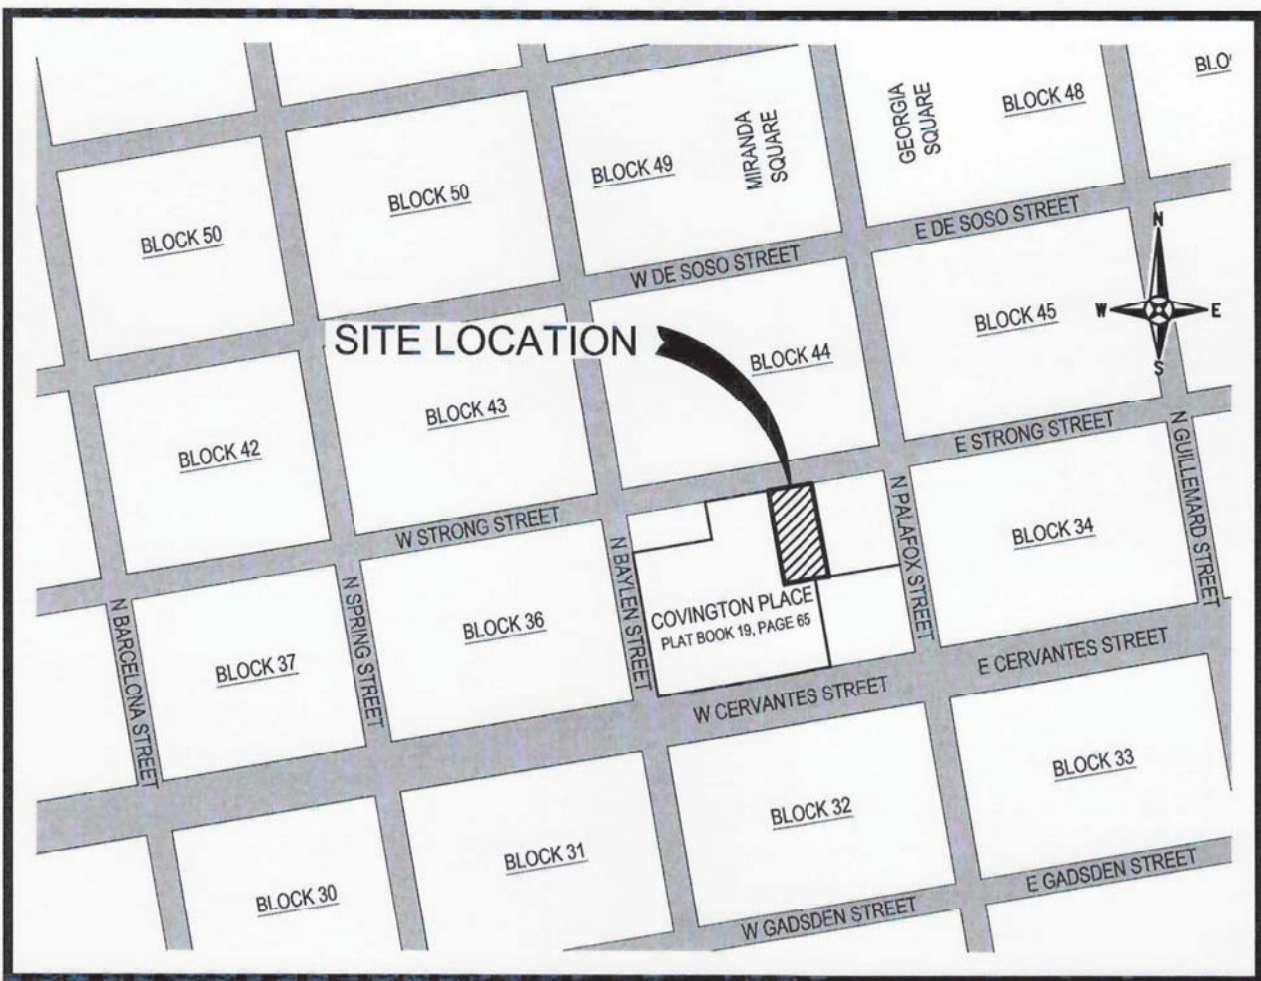 BLO
BLOCK 48
GEORGIA
SQUARE
MIRANDA
SQUARE
BLOCK 49
BLOCK 50
BLOCK 50
E DE SOSO STREET
W DE SOSO STREET
N
W
E
S
SITE LOCATION
BLOCK 45
BLOCK 44
BLOCK 43
BLOCK 42
E STRONG STREET
W STRONG STREET
N GUILLEMARD STREET
N PALAFOX STREET
N BAYLEN STREET
N SPRING STREET
N BARCELONA STREET
BLOCK 34
COVINGTON PLACE
PLAT BOOK 19, PAGE 65
BLOCK 36
BLOCK 37
E CERVANTES STREET
W CERVANTES STREET
BLOCK 33
BLOCK 32
BLOCK 31
BLOCK 30
E GADSDEN STREET
W GADSDEN STREET